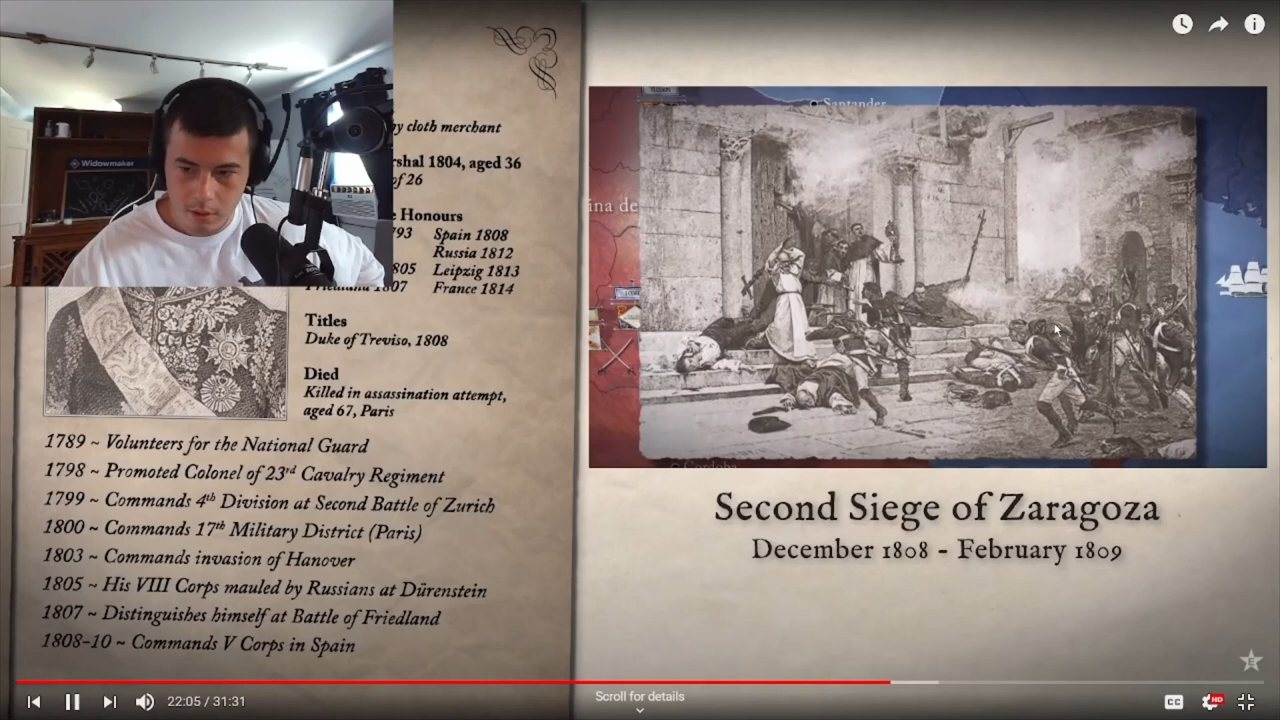 Widowmaker
by cloth merchant
rshal 1804, aged 36
of 26
e Honours
793 Spain 1808
Russia 1812
805 Leipzig 1813
Friedland 1807 France 1814
Titles
Duke of Treviso, 1808
Died
Killed in assassination attempt,
aged 67, Paris
1789 ~ Volunteers for the National Guard
1798 ~ Promoted Colonel of 23rd Cavalry Regiment
1799 ~ Commands 4th Division at Second Battle of Zurich
1800 ~ Commands 17th Military District (Paris)
1803 ~ Commands invasion of Hanover
1805 ~ His VIII Corps mauled by Russians at Dürenstein
1807 ~ Distinguishes himself at Battle of Friedland
1808-10 ~ Commands V Corps in Spain
Santander
ina de
Cordoba
Second Siege of Zaragoza
December 1808 - February 1809
E
22:05 / 31:31
Scroll for details
CC
HD